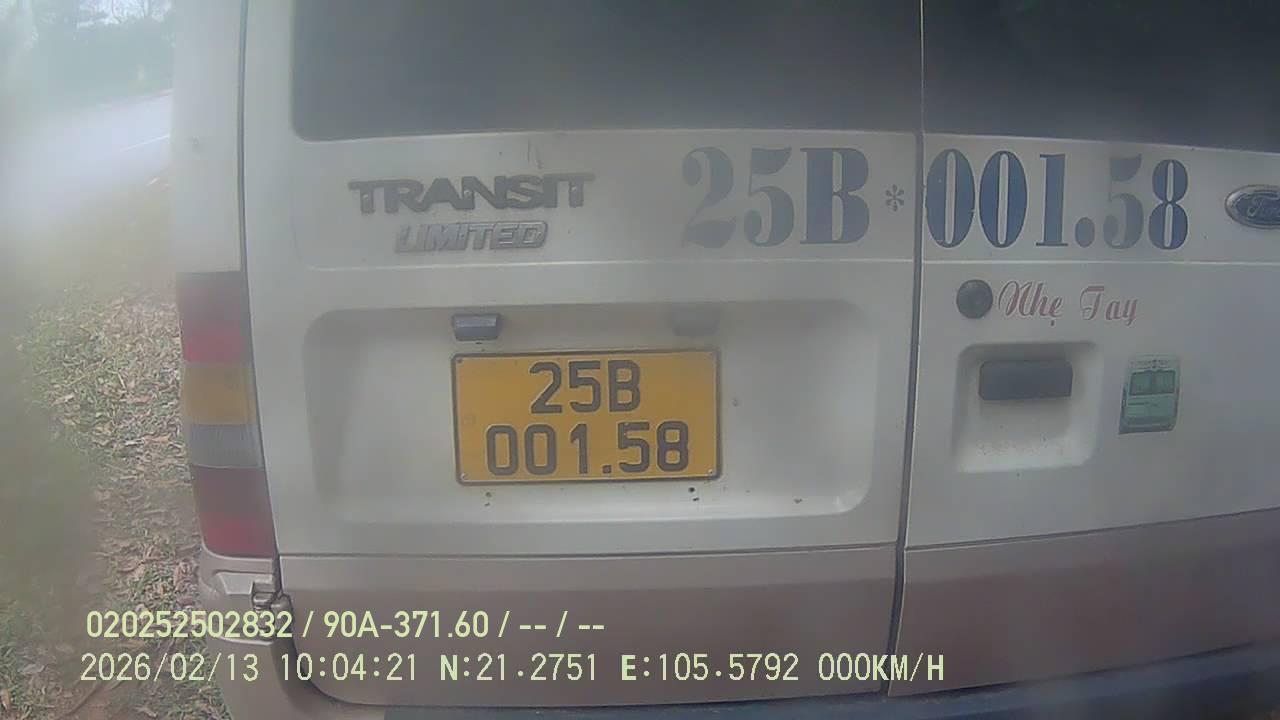 TRANSIT
LIMITED
25B*001.58
Ford
Nhẹ Tay
25B
001.58
020252502832 / 90A-371.60 / -- / --
2026/02/13 10:04:21 N:21.2751 E:105.5792 000KM/H